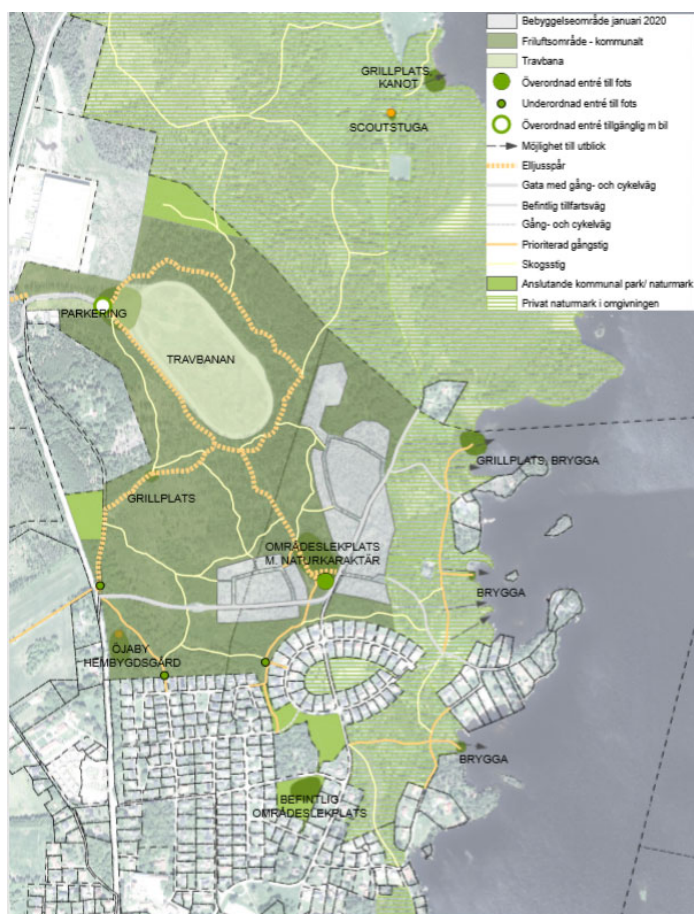 Bebyggelseområde januari 2020
Friluftsområde - kommunalt
Travbana
Överordnad entré till fots
Underordnad entré till fots
Överordnad entré tillgänglig m bil
Möjlighet till utblick
Elljusspår
Gata med gång- och cykelväg
Befintlig tillfartsväg
Gång- och cykelväg
Prioriterad gångstig
Skogsstig
Anslutande kommunal park/ naturmark
Privat naturmark i omgivningen
GRILLPLATS,
KANOT
SCOUTSTUGA
PARKERING
TRAVBANAN
GRILLPLATS, BRYGGA
GRILLPLATS
OMRÅDESLEKPLATS
M. NATURKARAKTÄR
BRYGGA
ÖJABY
HEMBYGDSGÅRD
BRYGGA
BEFINTLIG
OMRÅDESLEKPLATS